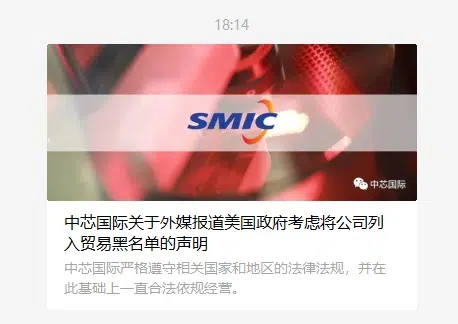 18:14
SMIC
中芯国际
中芯国际关于外媒报道美国政府考虑将公司列
入贸易黑名单的声明
中芯国际严格遵守相关国家和地区的法律法规，并在
此基础上一直合法依规经营。